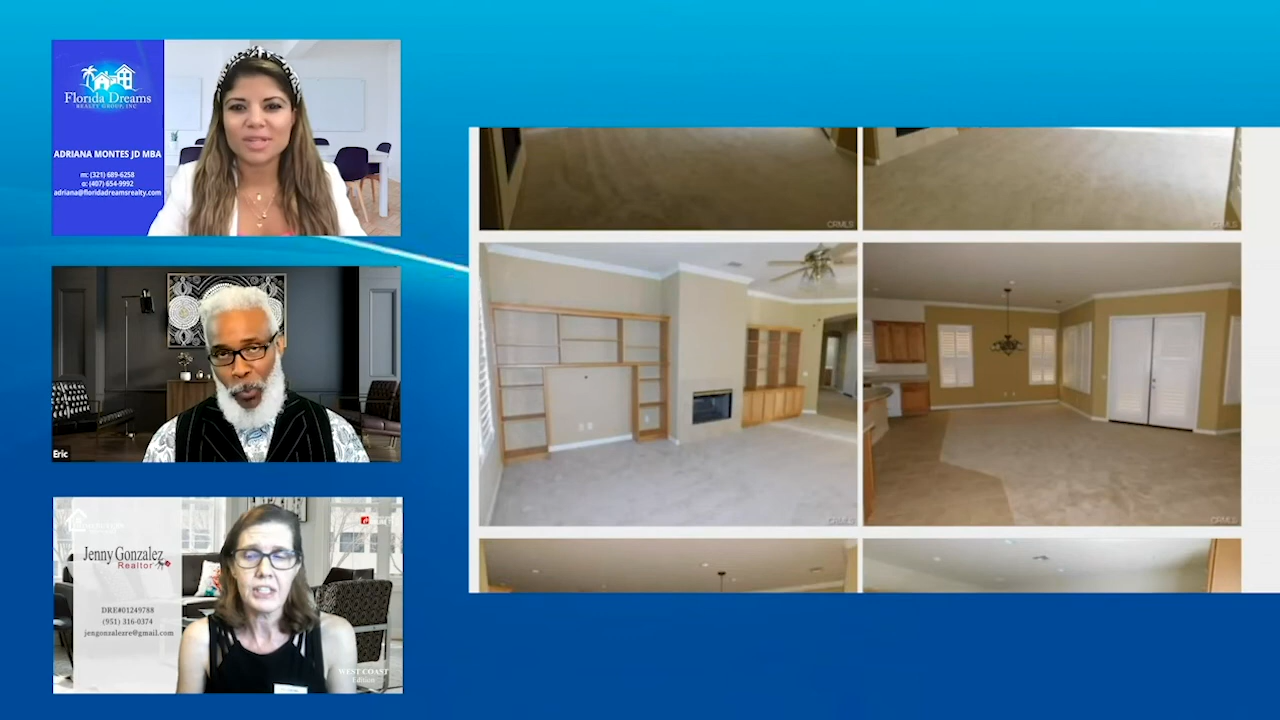 Florida Dreams
REALTY GROUP, INC
ADRIANA MONTES JD MBA
m: (321) 689-6258
o: (407) 654-9992
adriana@floridadreamsrealty.com
CRMLS
CRMLS
Eric
CRMLS
CRMLS
Jenny Gonzalez
Realtor
DRE#01249788
(951) 316-0374
jengonzalezre@gmail.com
WEST COAST
Edition